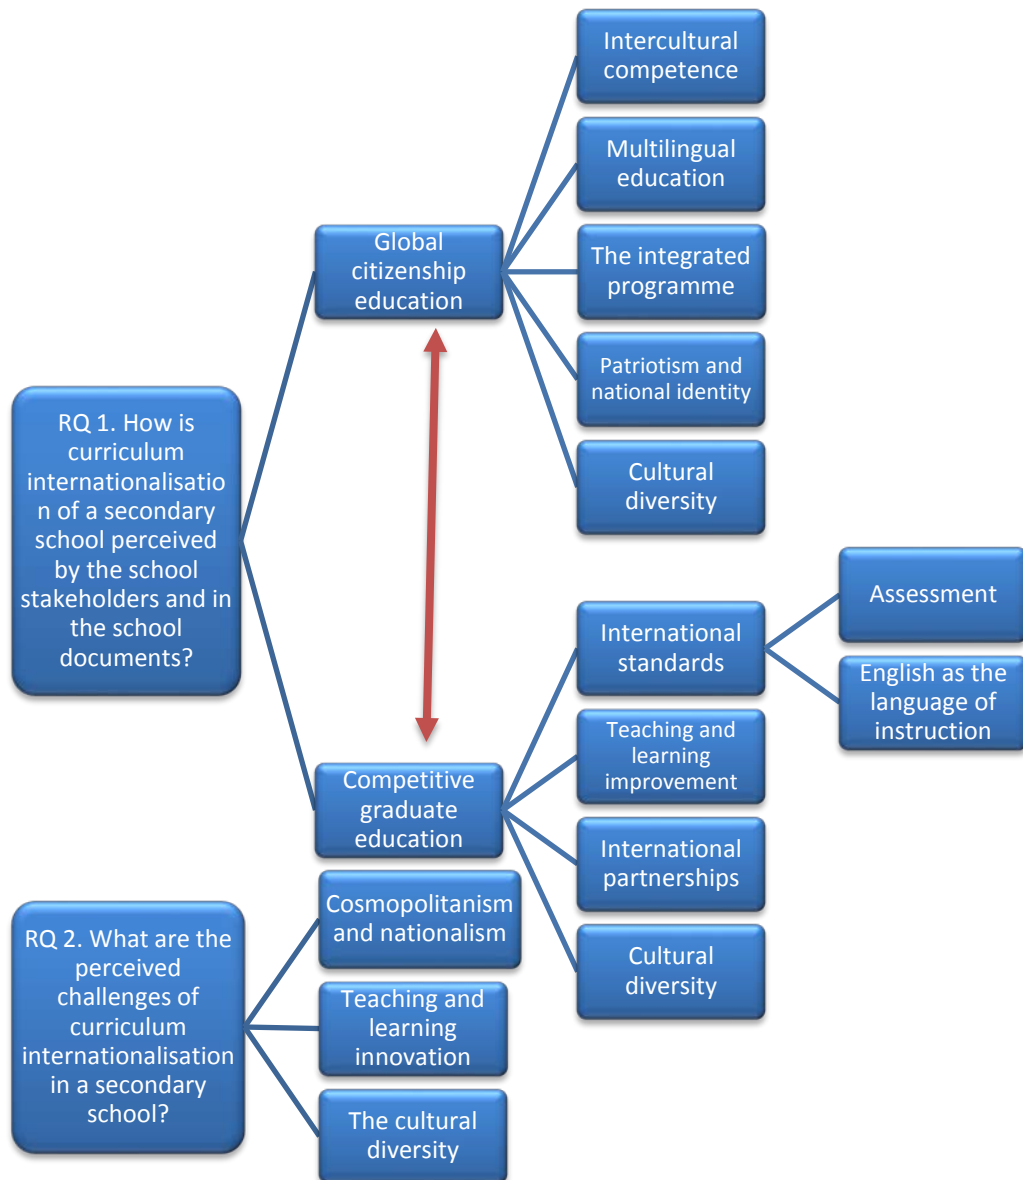 RQ 1. How is
curriculum
internationalisatio
n of a secondary
school perceived
by the school
stakeholders and in
the school
documents?
Global
citizenship
education
Intercultural
competence
Multilingual
education
The integrated
programme
Patriotism and
national identity
Cultural
diversity
Competitive
graduate
education
International
standards
Assessment
English as the
language of
instruction
Teaching and
learning
improvement
International
partnerships
Cultural
diversity
RQ 2. What are the
perceived
challenges of
curriculum
internationalisation
in a secondary
school?
Cosmopolitanism
and nationalism
Teaching and
learning
innovation
The cultural
diversity